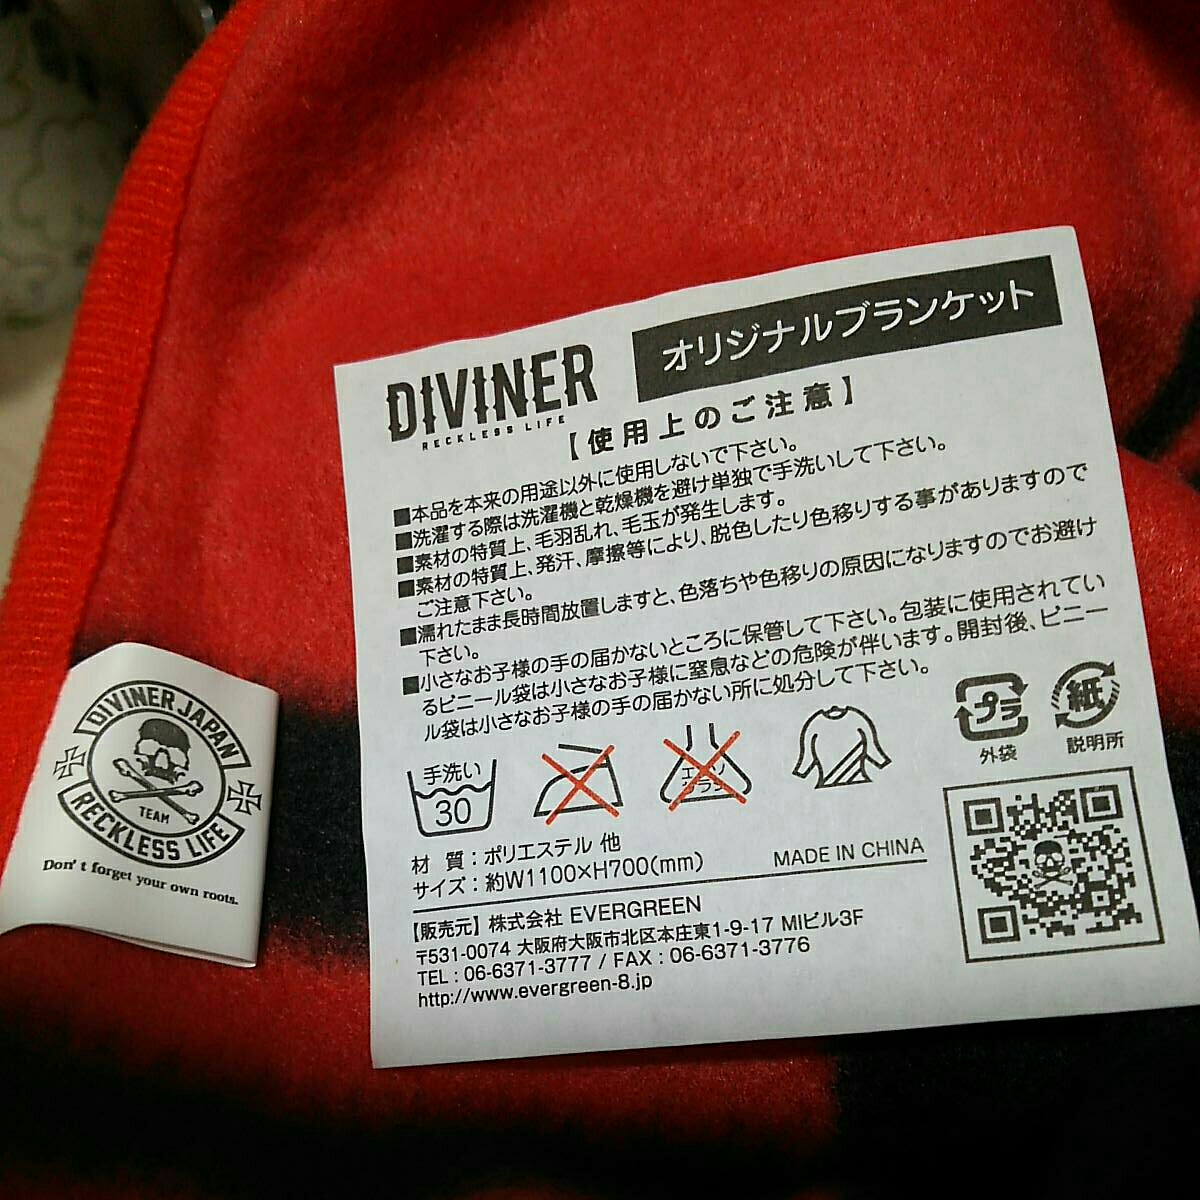 DIVINER
RECKLESS LIFE
オリジナルブランケット
【使用上のご注意】
■本品を本来の用途以外に使用しないで下さい。
■洗濯する際は洗濯機と乾燥機を避け単独で手洗いして下さい。
■素材の特質上、毛羽乱れ、毛玉が発生します。
■素材の特質上、発汗、摩擦等により、脱色したり色移りする事がありますので
ご注意下さい。
■濡れたまま長時間放置しますと、色落ちや色移りの原因になりますのでお避け
下さい。
■小さなお子様の手の届かないところに保管して下さい。包装に使用されてい
るビニール袋は小さなお子様に窒息などの危険が伴います。開封後、ビニー
ル袋は小さなお子様の手の届かない所に処分して下さい。
手洗い
30
エンソ
サラシ
プラ
外袋
紙
説明所
材 質：ポリエステル 他
サイズ：約W1100×H700(mm)
MADE IN CHINA
【販売元】株式会社 EVERGREEN
〒531-0074 大阪府大阪市北区本庄東1-9-17 MIビル3F
TEL : 06-6371-3777 / FAX : 06-6371-3776
http://www.evergreen-8.jp
DIVINER JAPAN
TEAM
RECKLESS LIFE
Don't forget your own roots.